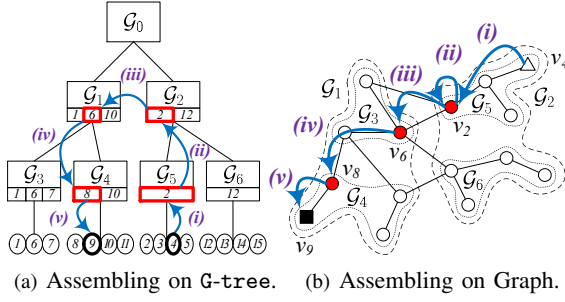 G₀
(iii)
G₁ G₂
1 6 10 2 12
(iv) (ii)
G₃ G₄ G₅ G₆
1 6 7 8 10 2 12
(v) (i)
1 6 7 8 9 10 11 2 3 4 5 12 13 14 15
(a) Assembling on G-tree.
(i)
(ii)
(iii) v₄
G₁ G₅ G₂
G₃ v₂
(iv) v₆
v₈ G₆
(v) G₄
v₉
(b) Assembling on Graph.